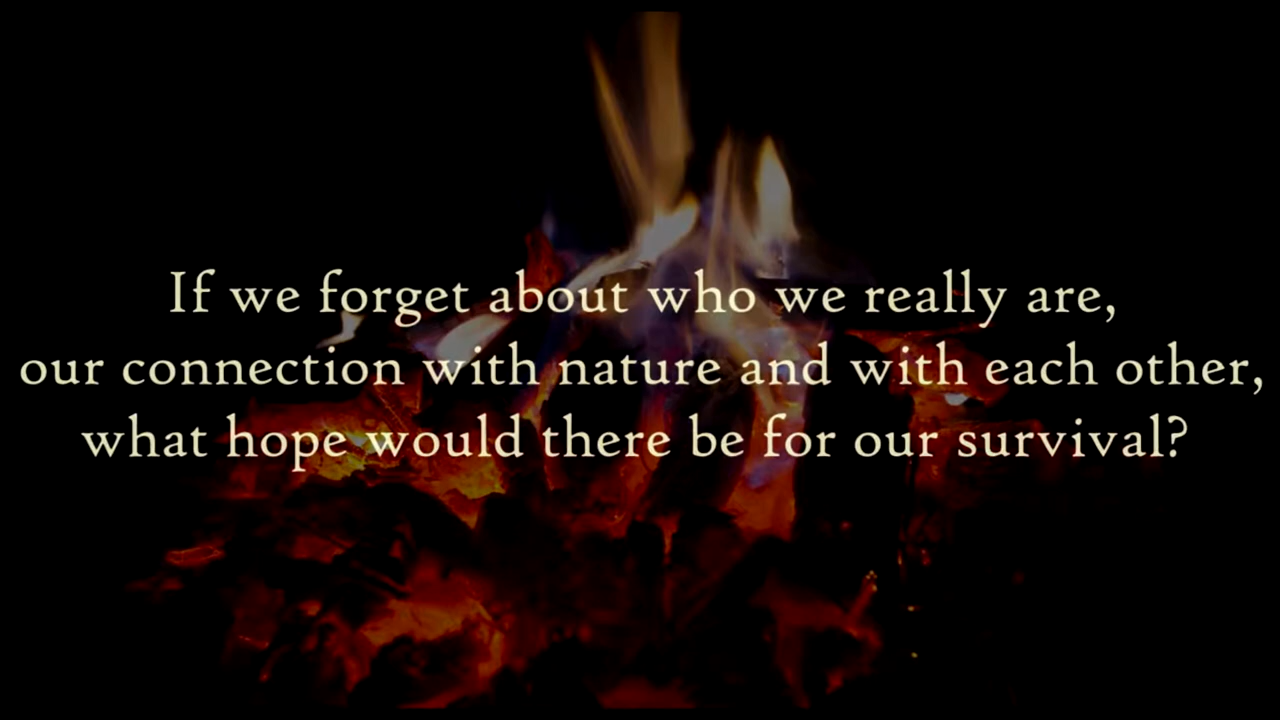 If we forget about who we really are,
our connection with nature and with each other,
what hope would there be for our survival?